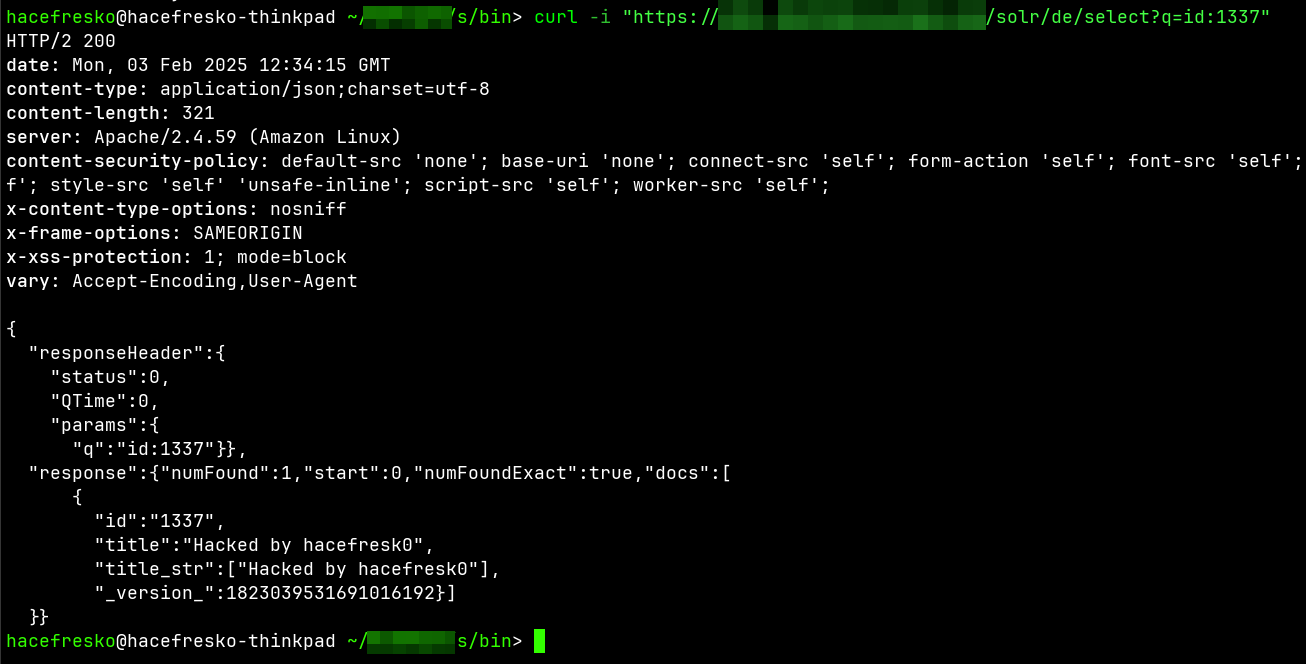 hacefresko@hacefresko-thinkpad ~/s/bin> curl -i "https:///solr/de/select?q=id:1337"
HTTP/2 200
date: Mon, 03 Feb 2025 12:34:15 GMT
content-type: application/json;charset=utf-8
content-length: 321
server: Apache/2.4.59 (Amazon Linux)
content-security-policy: default-src 'none'; base-uri 'none'; connect-src 'self'; form-action 'self'; font-src 'self';
f'; style-src 'self' 'unsafe-inline'; script-src 'self'; worker-src 'self';
x-content-type-options: nosniff
x-frame-options: SAMEORIGIN
x-xss-protection: 1; mode=block
vary: Accept-Encoding,User-Agent
{
"responseHeader":{
"status":0,
"QTime":0,
"params":{
"q":"id:1337"}},
"response":{"numFound":1,"start":0,"numFoundExact":true,"docs":[
{
"id":"1337",
"title":"Hacked by hacefresk0",
"title_str":["Hacked by hacefresk0"],
"_version_":1823039531691016192}]
}}
hacefresko@hacefresko-thinkpad ~/s/bin>